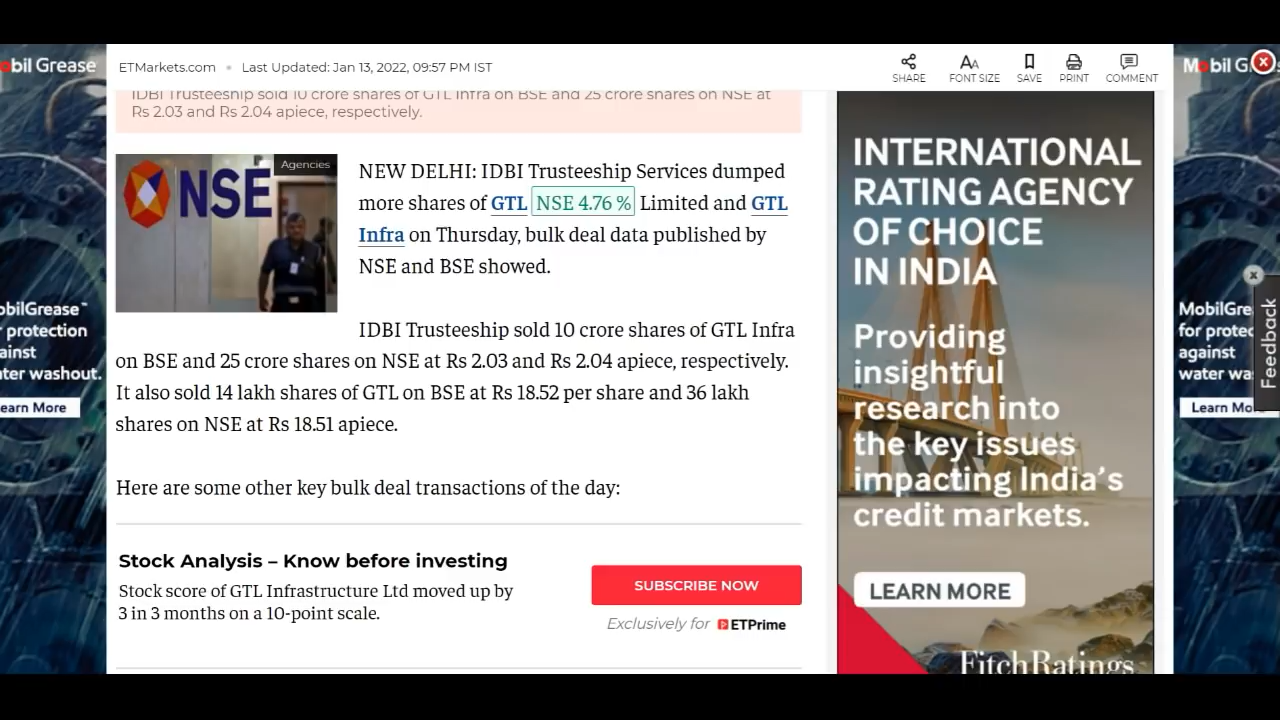 obil Grease
ETMarkets.com • Last Updated: Jan 13, 2022, 09:57 PM IST
SHARE
FONT SIZE
SAVE
PRINT
COMMENT
Mobil G
IDBI Trusteeship sold 10 crore shares of GTL Infra on BSE and 25 crore shares on NSE at
Rs 2.03 and Rs 2.04 apiece, respectively.
NSE
Agencies
NEW DELHI: IDBI Trusteeship Services dumped
more shares of GTL NSE 4.76 % Limited and GTL
Infra on Thursday, bulk deal data published by
NSE and BSE showed.
IDBI Trusteeship sold 10 crore shares of GTL Infra
on BSE and 25 crore shares on NSE at Rs 2.03 and Rs 2.04 apiece, respectively.
It also sold 14 lakh shares of GTL on BSE at Rs 18.52 per share and 36 lakh
shares on NSE at Rs 18.51 apiece.
Here are some other key bulk deal transactions of the day:
Stock Analysis – Know before investing
Stock score of GTL Infrastructure Ltd moved up by
3 in 3 months on a 10-point scale.
SUBSCRIBE NOW
Exclusively for ETPrime
INTERNATIONAL
RATING AGENCY
OF CHOICE
IN INDIA
Providing
insightful
research into
the key issues
impacting India's
credit markets.
LEARN MORE
FitchRatings
obilGrease™
r protection
ainst
ter washout.
earn More
MobilGre
for protec
against
water wa
Learn Mo
Feedback